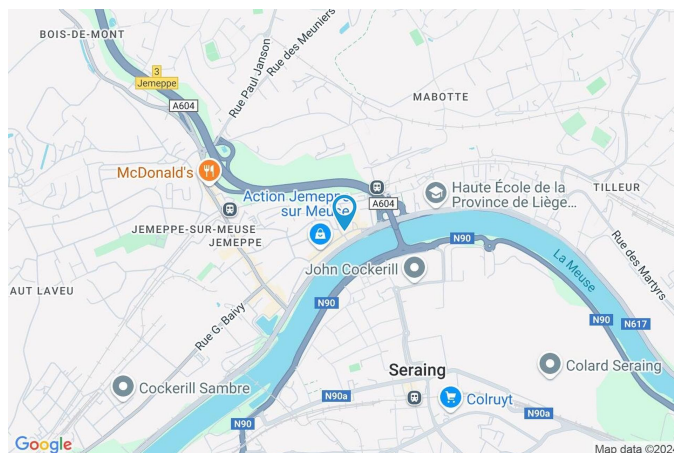 BOIS-DE-MONT
Rue des Meuniers
Rue Paul Janson
3
Jemeppe
A604
MABOTTE
McDonald's
Action Jemeppe
sur Meuse
A604
Haute École de la
Province de Liège...
TILLEUR
JEMEPPE-SUR-MEUSE
JEMEPPE
N90
La Meuse
Rue des Martyrs
AUT LAVEU
John Cockerill
N90
Rue G. Baivy
N90
N617
Seraing
Colard Seraing
Cockerill Sambre
N90a
Colruyt
N90a
N90
Google
Map data ©2024